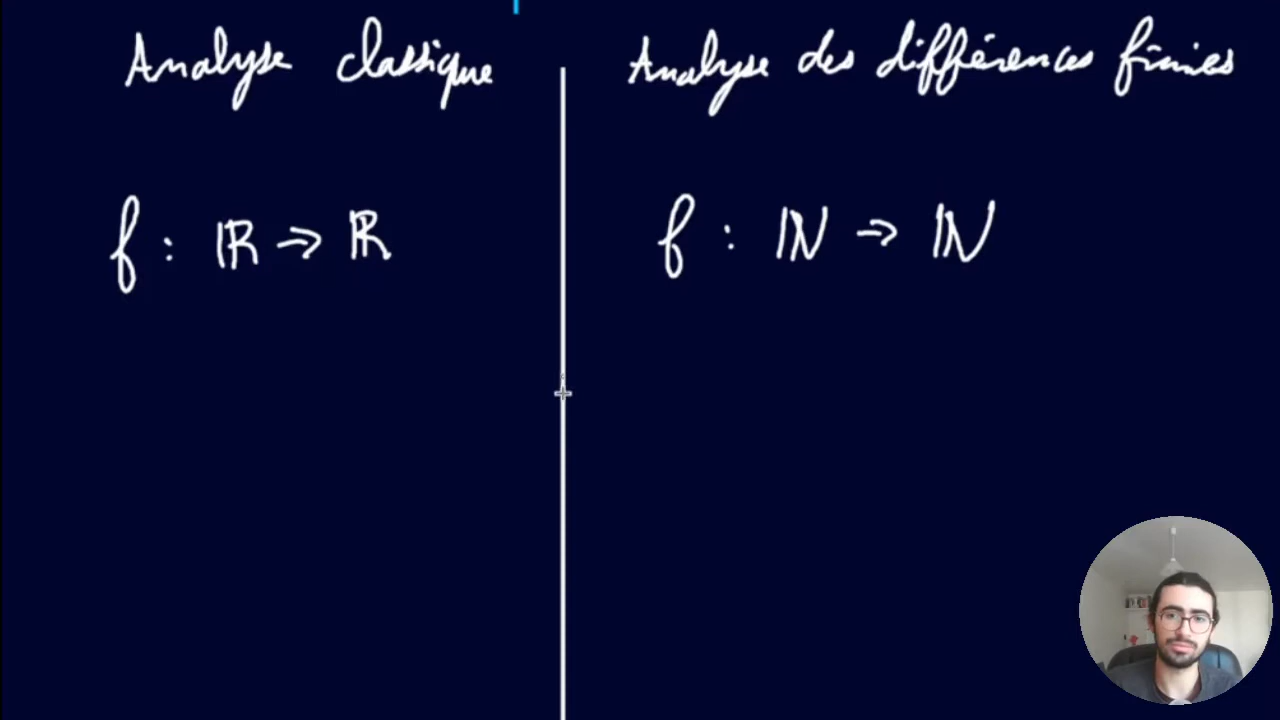 Analyse classique
Analyse des différences finies
f : ℝ → ℝ
f : ℕ → ℕ